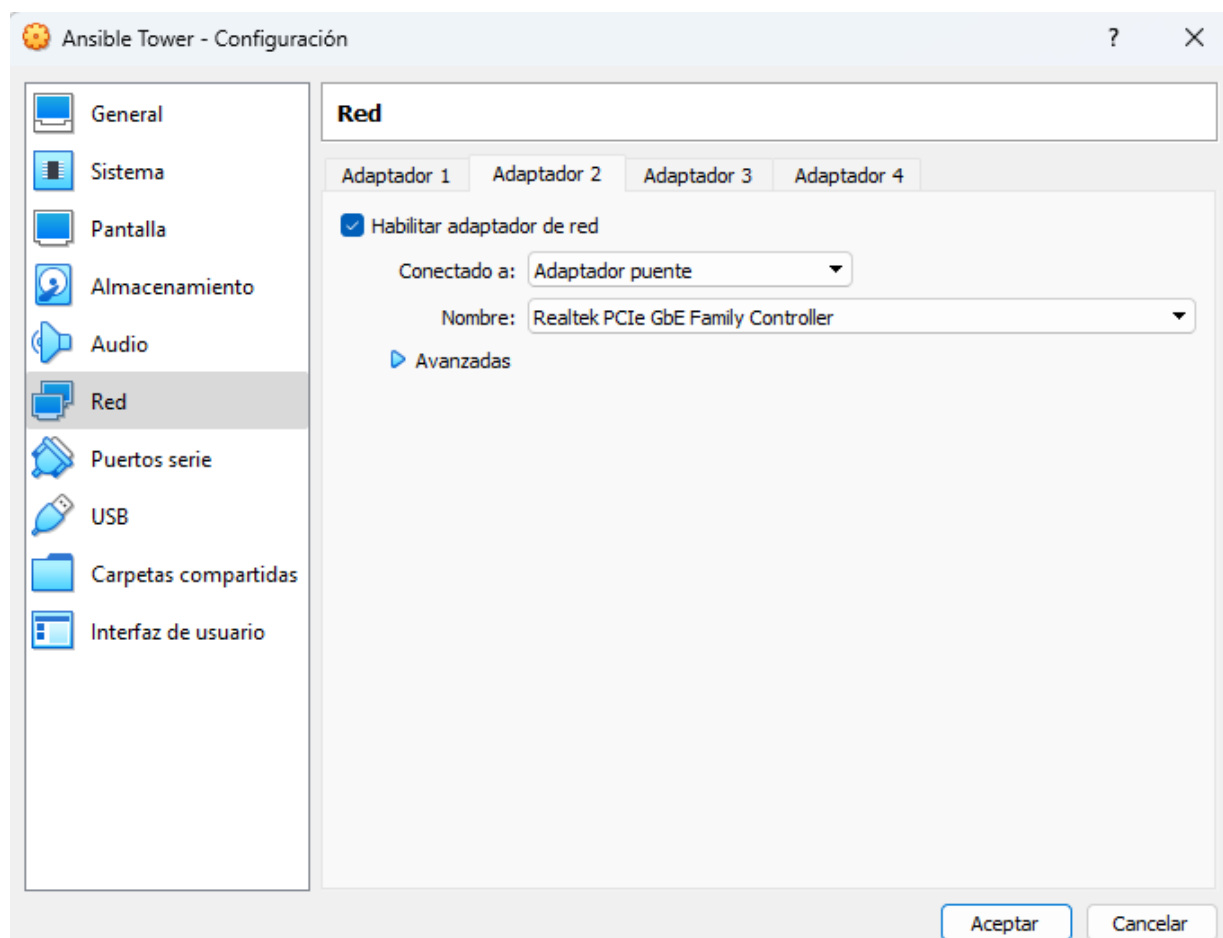 Ansible Tower - Configuración
?
General
Sistema
Pantalla
Almacenamiento
Audio
Red
Puertos serie
USB
Carpetas compartidas
Interfaz de usuario
Red
Adaptador 1 Adaptador 2 Adaptador 3 Adaptador 4
Habilitar adaptador de red
Conectado a: Adaptador puente
Nombre: Realtek PCIe GbE Family Controller
Avanzadas
Aceptar Cancelar